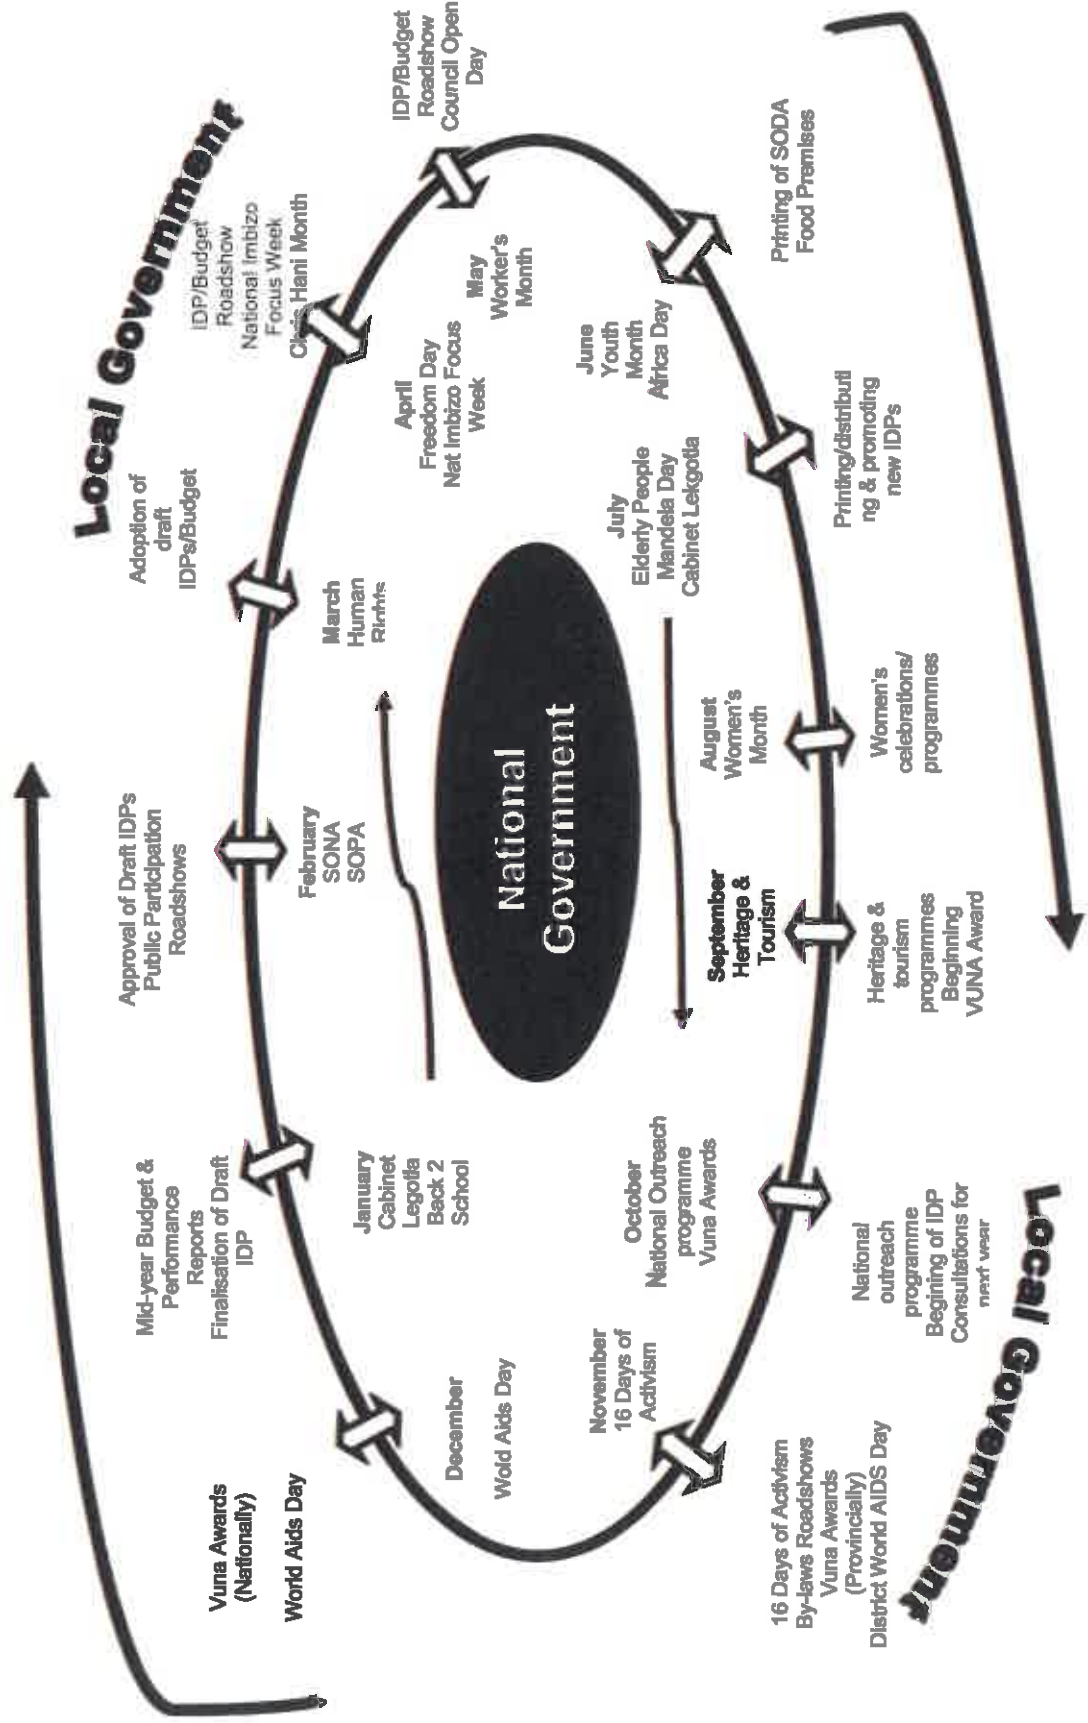 Local Government
Vuna Awards
(Nationally)
World Aids Day
Mid-year Budget &
Performance
Reports
Finalisation of Draft
IDP
Approval of Draft IDPs
Public Participation
Roadshows
Adoption of
draft
IDPs/Budget
IDP/Budget
Roadshow
National Imbizo
Focus Week
Hani Month
IDP/Budget
Roadshow
Council Open
Day
December
Wold Aids Day
January
Cabinet
Legotla
Back 2
School
February
SONA
SOPA
March
Human
Rights
April
Freedom Day
Nat Imbizo Focus
Week
May
Worker's
Month
National
Government
November
16 Days of
Activism
October
National Outreach
programme
Vuna Awards
September
Heritage &
Tourism
August
Women's
Month
July
Elderly People
Mandela Day
Cabinet Lekgotla
June
Youth
Month
Africa Day
16 Days of Activism
By-laws Roadshows
Vuna Awards
(Provincially)
District World AIDS Day
National
outreach
programme
Begining of IDP
Consultations for
next year
Heritage &
tourism
programmes
Beginning
VUNA Award
Women's
celebrations/
programmes
Printing/distributi
ng & promoting
new IDPs
Printing of SODA
Food Premises
Local Government